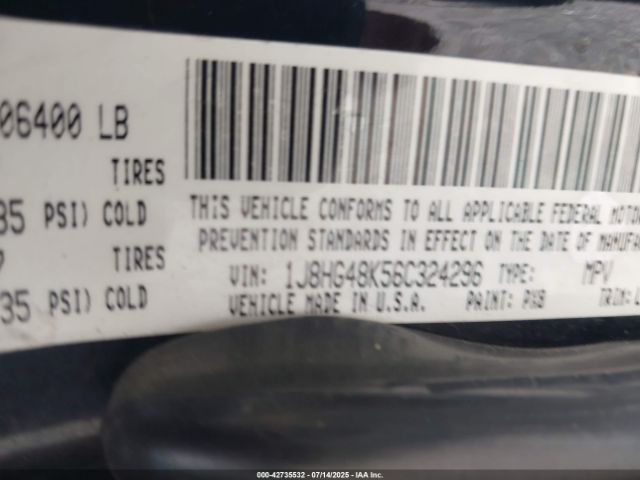 06400 LB
TIRES
35 PSI) COLD
TIRES
35 PSI) COLD
THIS VEHICLE CONFORMS TO ALL APPLICABLE FEDERAL
PREVENTION STANDARDS IN EFFECT ON THE DATE OF
VIN: 1J8HG48K56C324296 TYPE: MPV
VEHICLE MADE IN U.S.A. PAINT: PXB TRIM:
000-42735532 07/14/2025 - IAA Inc.